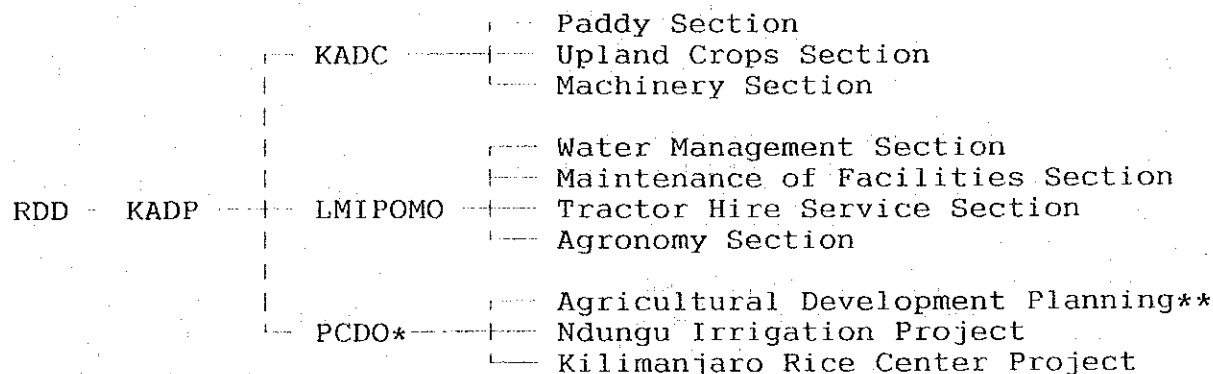 Paddy Section
KADC Upland Crops Section
Machinery Section
Water Management Section
Maintenance of Facilities Section
RDD - KADP LMIPOMO Tractor Hire Service Section
Agronomy Section
Agricultural Development Planning**
PCDO* Ndungu Irrigation Project
Kilimanjaro Rice Center Project